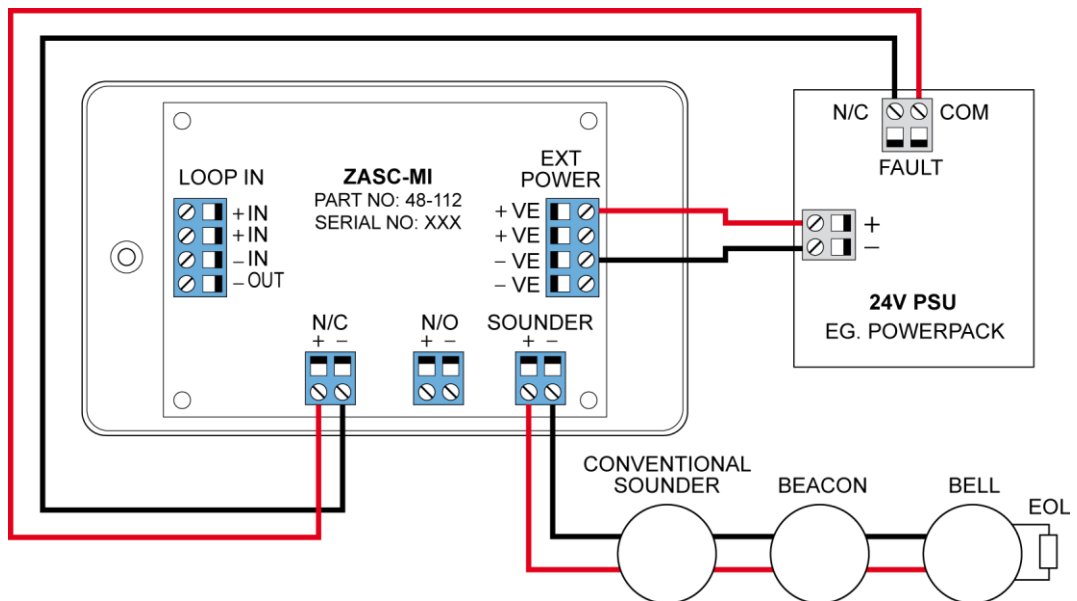 N/C
COM
FAULT
LOOP IN
+ IN
+ IN
– IN
– OUT
ZASC-MI
PART NO: 48-112
SERIAL NO: XXX
EXT
POWER
+ VE
+ VE
– VE
– VE
+
–
24V PSU
EG. POWERPACK
N/C
+ –
N/O
+ –
SOUNDER
+ –
CONVENTIONAL
SOUNDER
BEACON
BELL
EOL